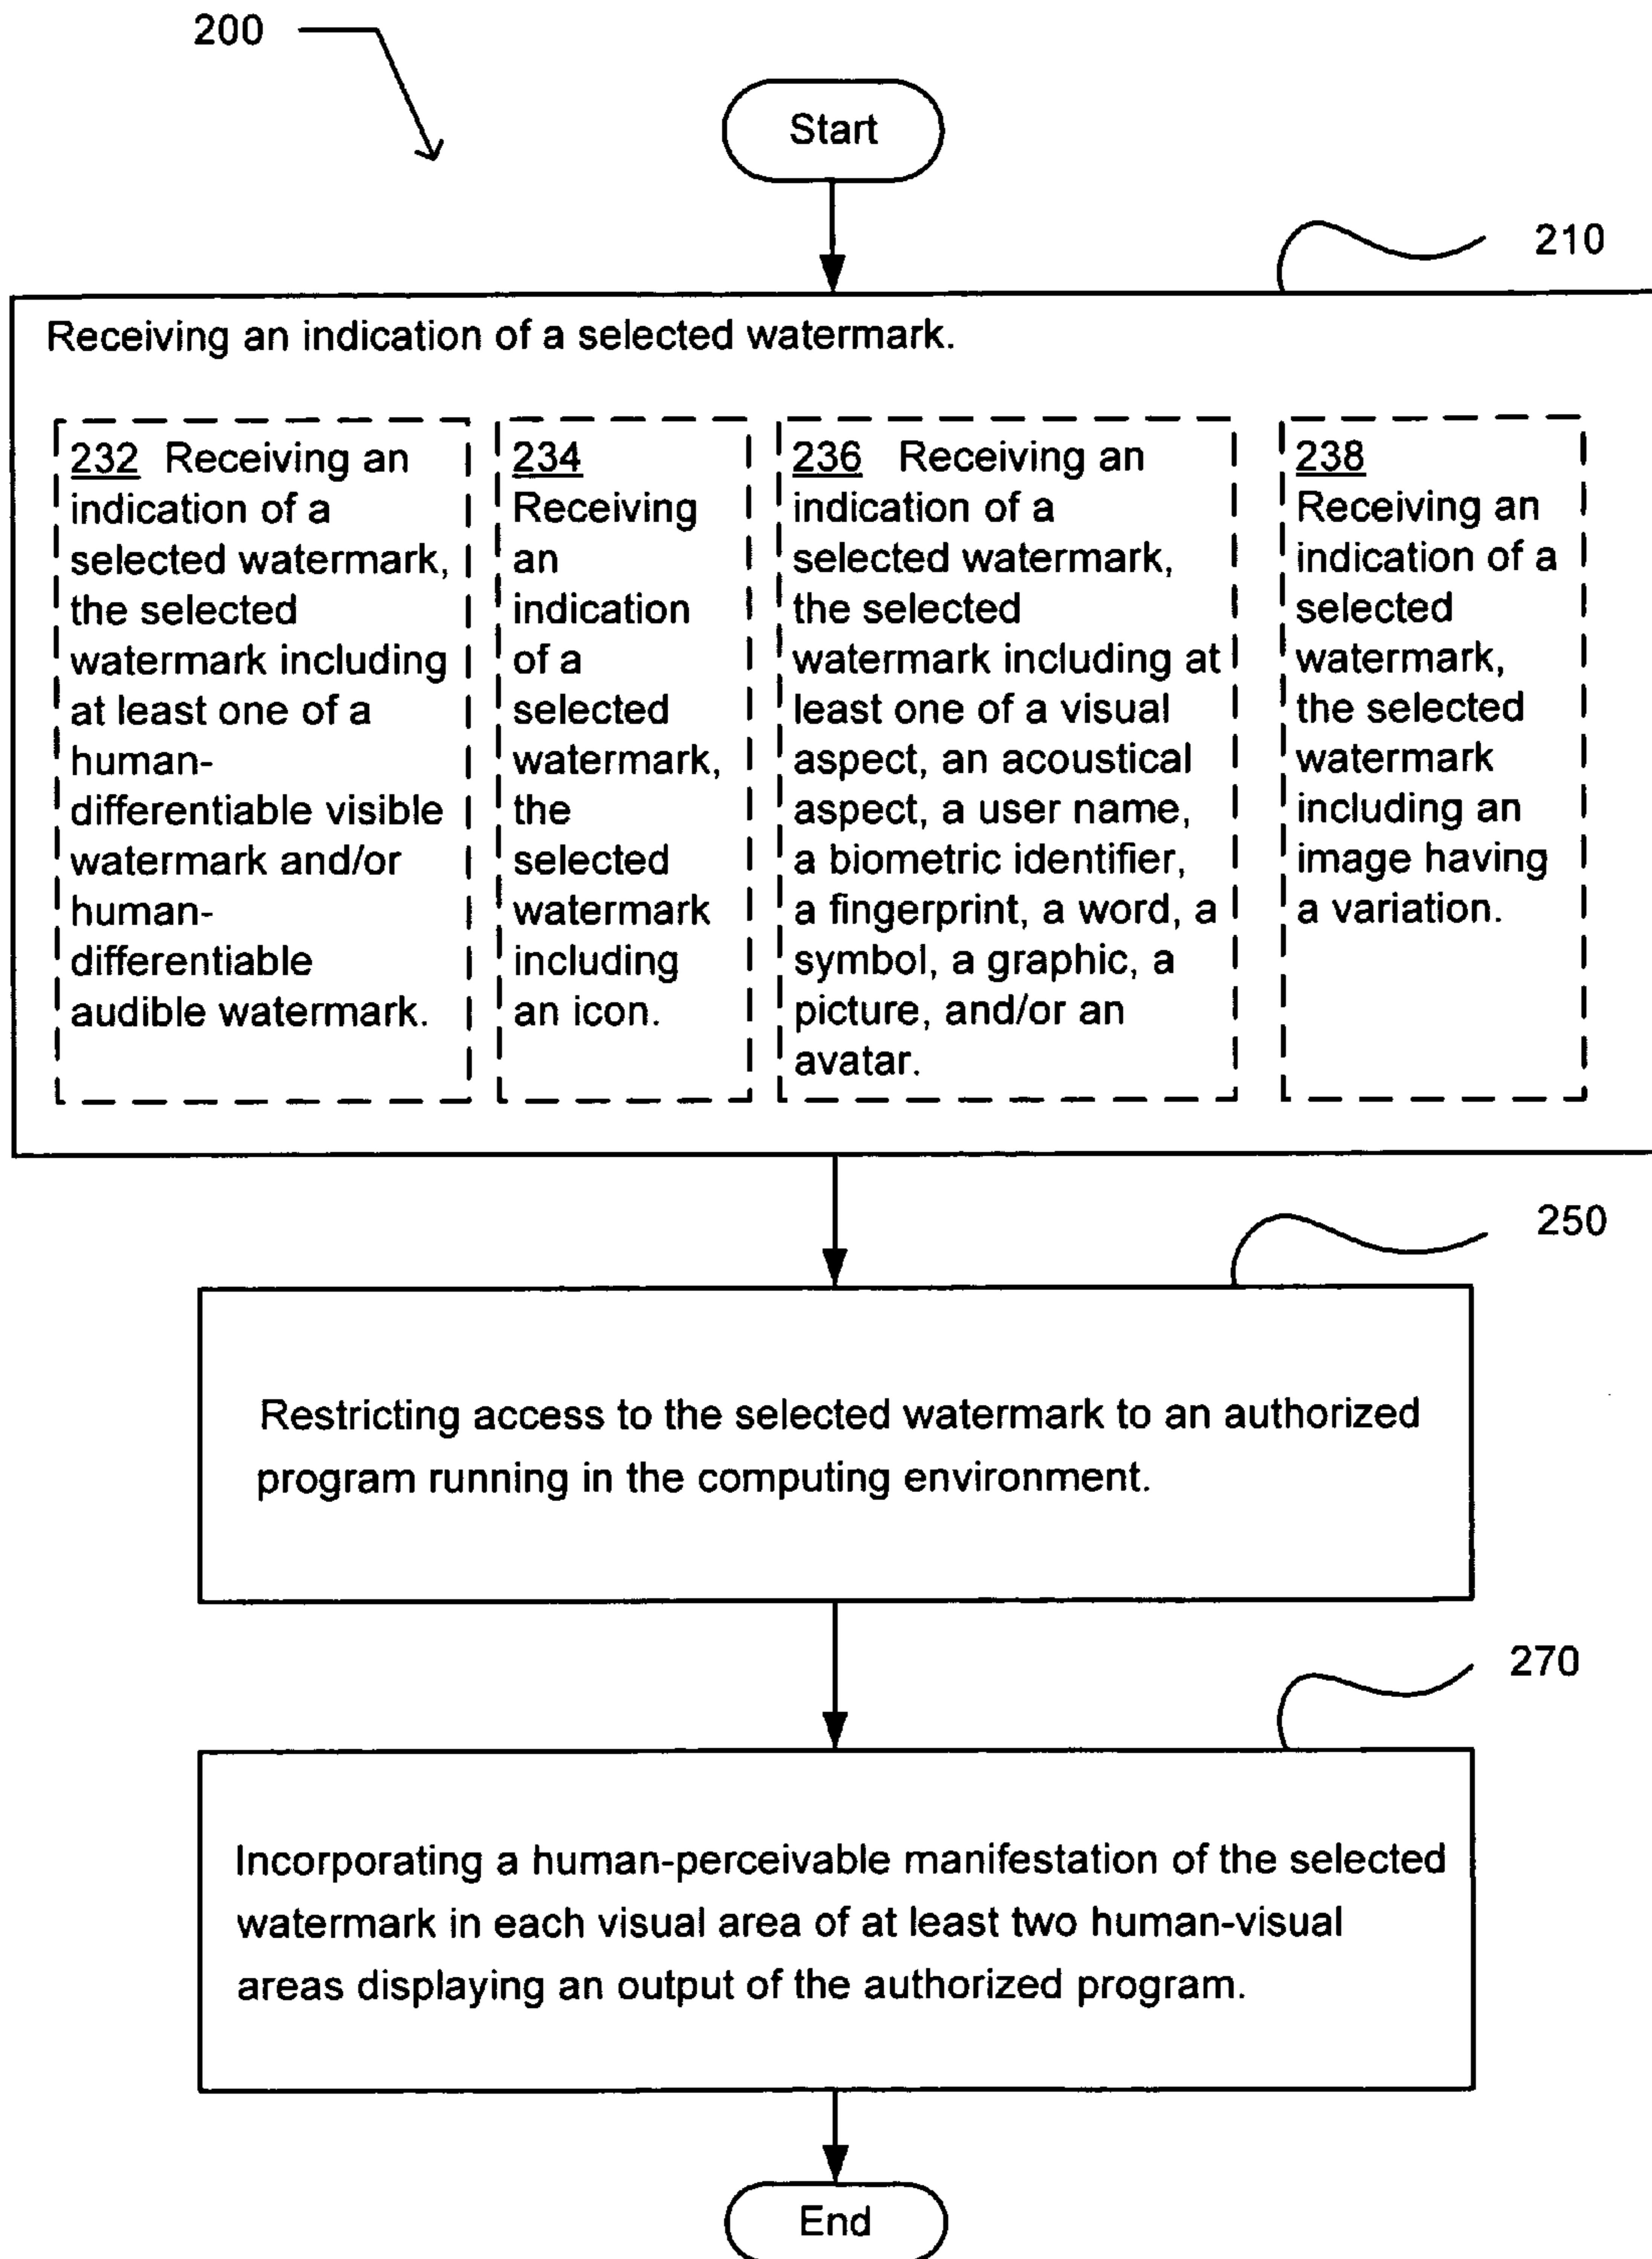 200
Start
210
Receiving an indication of a selected watermark.
232 Receiving an
indication of a
selected watermark,
the selected
watermark including
at least one of a
human-
differentiable visible
watermark and/or
human-
differentiable
audible watermark.
234
Receiving
an
indication
of a
selected
watermark,
the
selected
watermark
including
an icon.
236 Receiving an
indication of a
selected watermark,
the selected
watermark including at
least one of a visual
aspect, an acoustical
aspect, a user name,
a biometric identifier,
a fingerprint, a word, a
symbol, a graphic, a
picture, and/or an
avatar.
238
Receiving an
indication of a
selected
watermark,
the selected
watermark
including an
image having
a variation.
250
Restricting access to the selected watermark to an authorized
program running in the computing environment.
270
Incorporating a human-perceivable manifestation of the selected
watermark in each visual area of at least two human-visual
areas displaying an output of the authorized program.
End